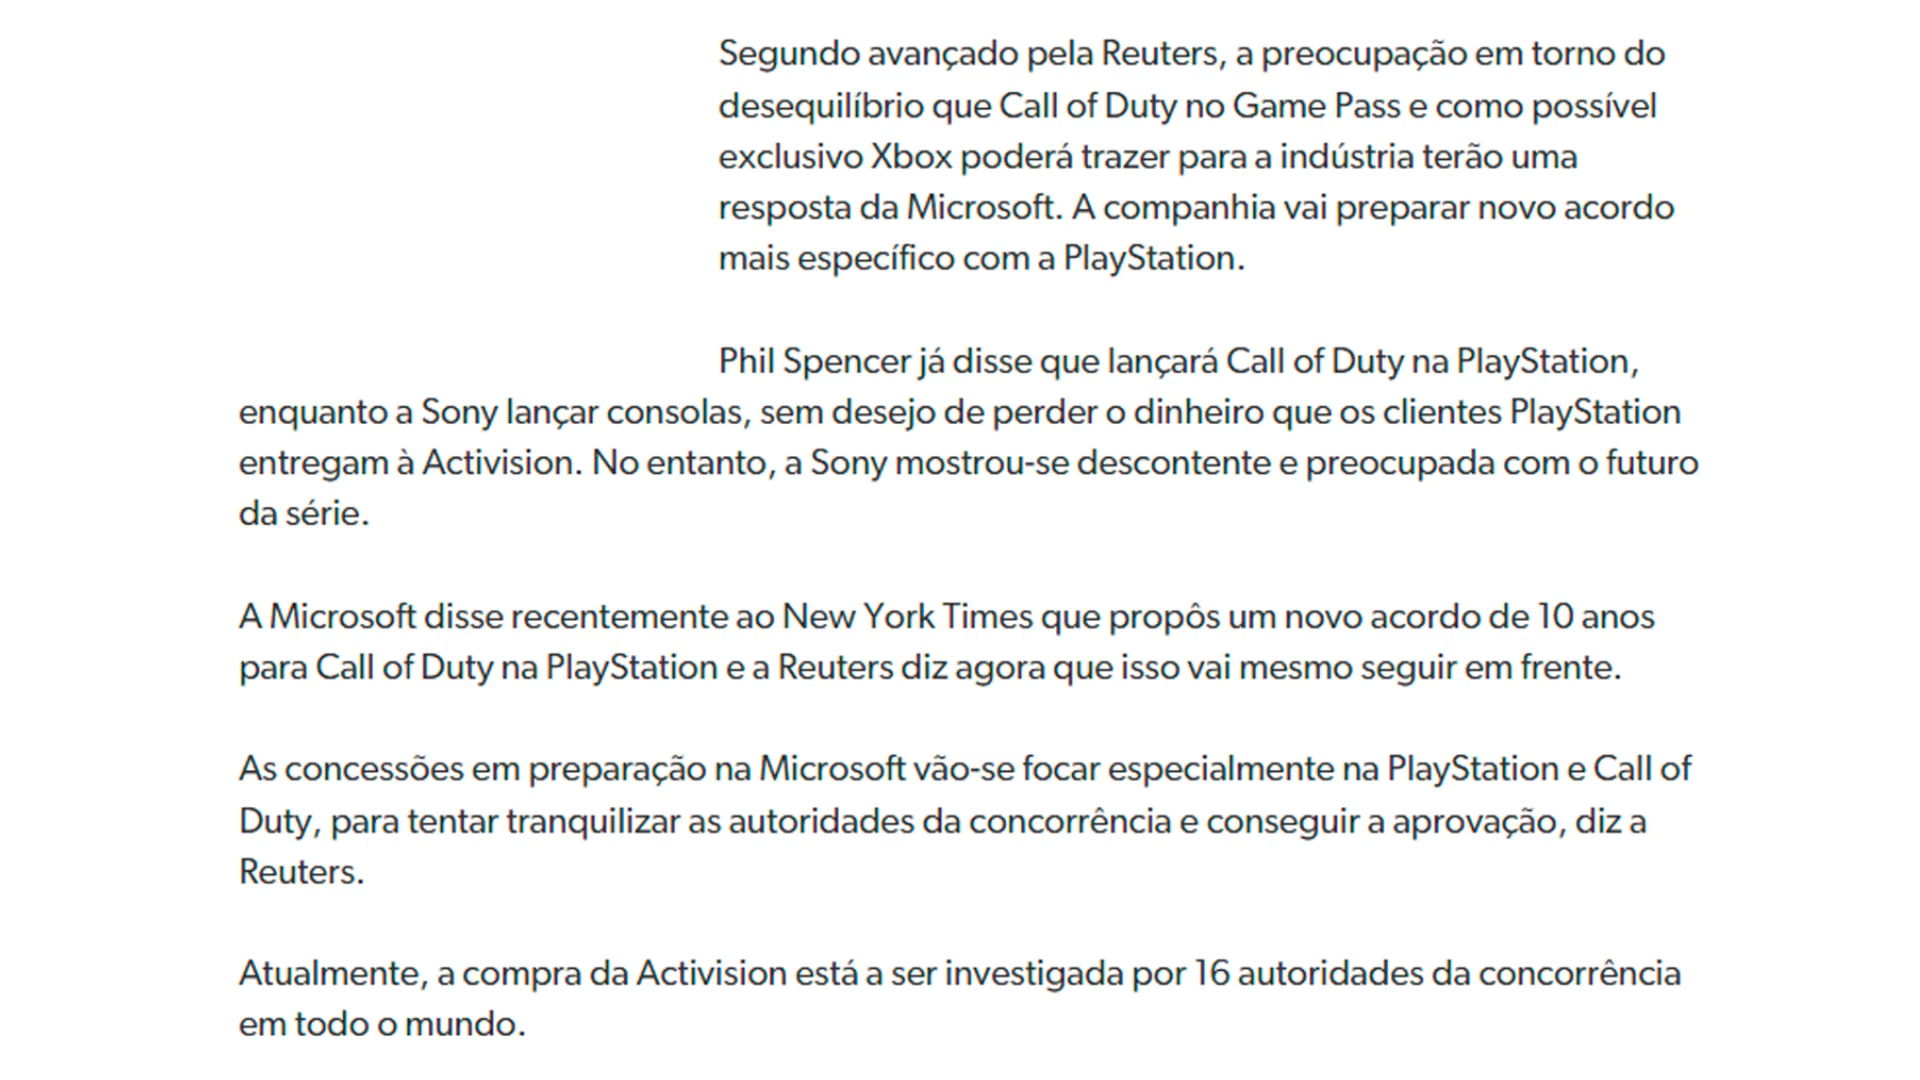 Segundo avançado pela Reuters, a preocupação em torno do
desequilíbrio que Call of Duty no Game Pass e como possível
exclusivo Xbox poderá trazer para a indústria terão uma
resposta da Microsoft. A companhia vai preparar novo acordo
mais específico com a PlayStation.
Phil Spencer já disse que lançará Call of Duty na PlayStation,
enquanto a Sony lançar consolas, sem desejo de perder o dinheiro que os clientes PlayStation
entregam à Activision. No entanto, a Sony mostrou-se descontente e preocupada com o futuro
da série.
A Microsoft disse recentemente ao New York Times que propôs um novo acordo de 10 anos
para Call of Duty na PlayStation e a Reuters diz agora que isso vai mesmo seguir em frente.
As concessões em preparação na Microsoft vão-se focar especialmente na PlayStation e Call of
Duty, para tentar tranquilizar as autoridades da concorrência e conseguir a aprovação, diz a
Reuters.
Atualmente, a compra da Activision está a ser investigada por 16 autoridades da concorrência
em todo o mundo.